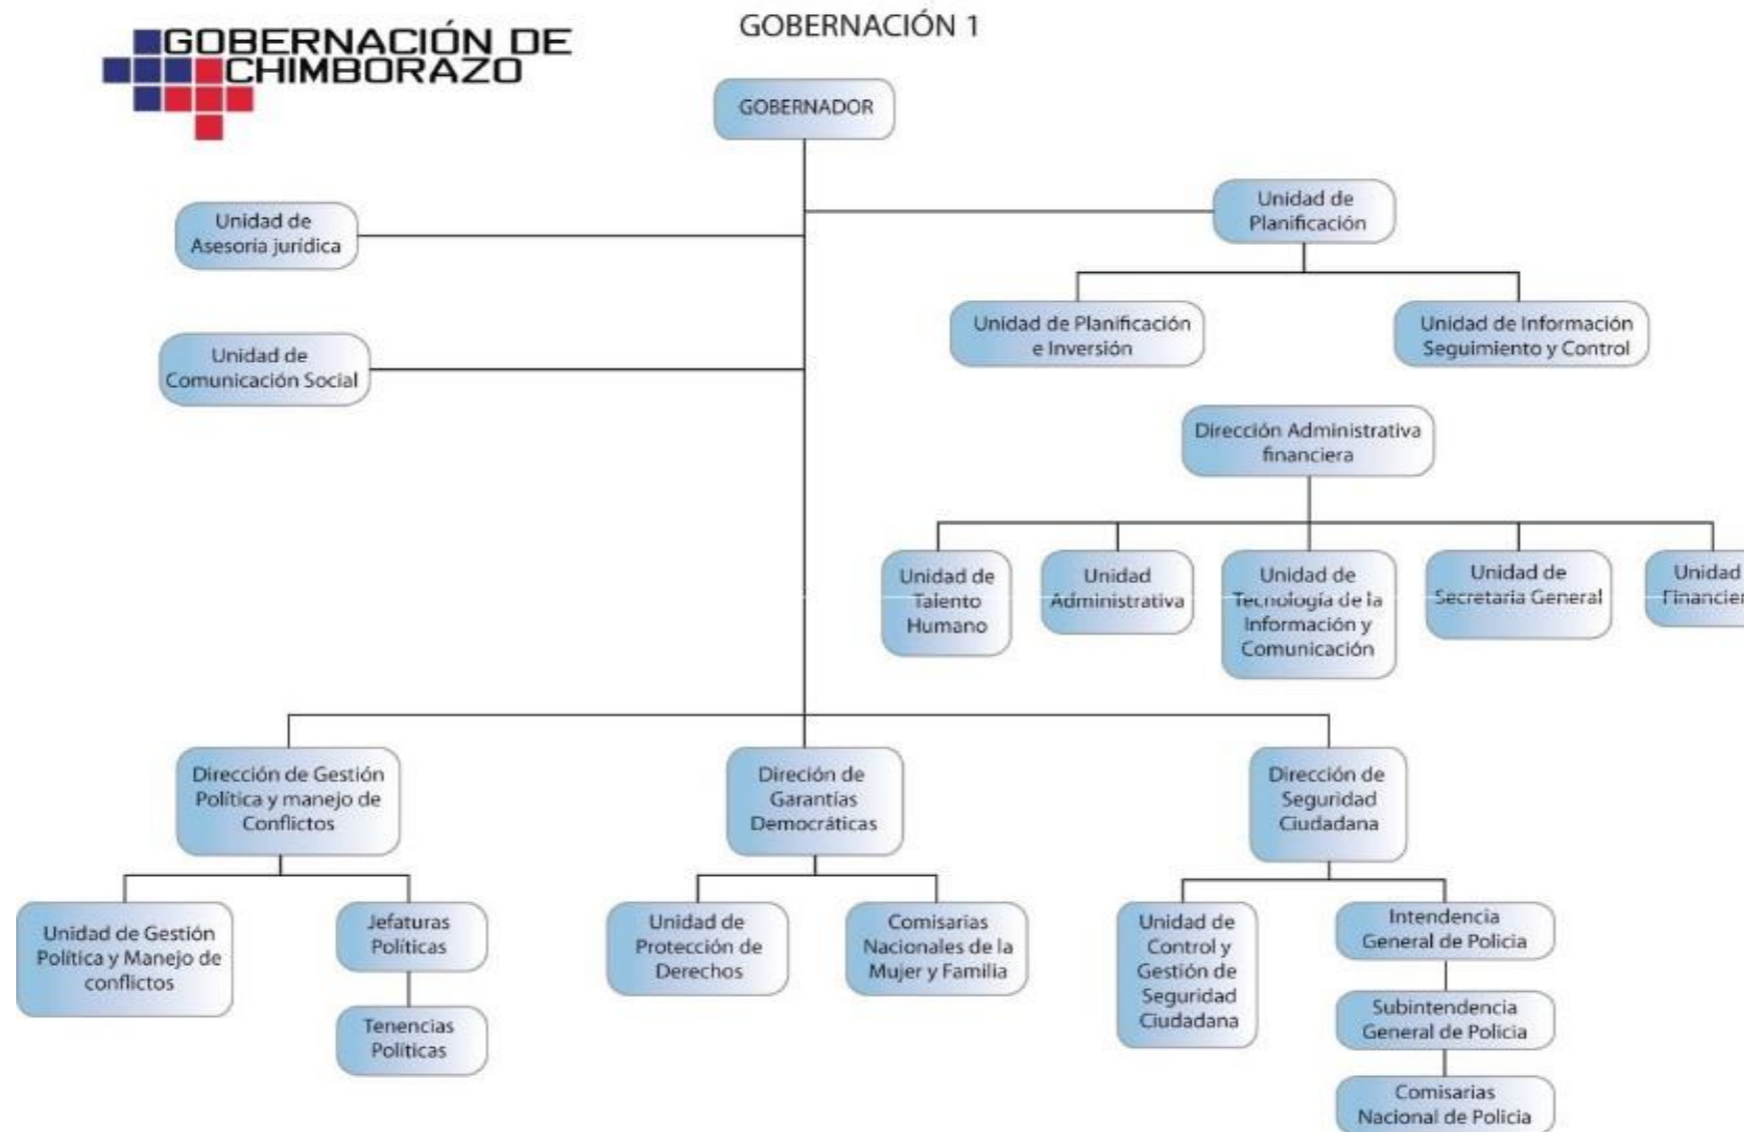 GOBERNACIÓN DE
CHIMBORAZO
GOBERNACIÓN 1
GOBERNADOR
Unidad de
Asesoria jurídica
Unidad de
Planificación
Unidad de Planificación
e Inversión
Unidad de Información
Seguimiento y Control
Unidad de
Comunicación Social
Dirección Administrativa
financiera
Unidad de
Talento
Humano
Unidad
Administrativa
Unidad de
Tecnología de la
Información y
Comunicación
Unidad de
Secretaria General
Unidad
Financier
Dirección de Gestión
Política y manejo de
Conflictos
Direción de
Garantías
Democráticas
Dirección de
Seguridad
Ciudadana
Unidad de Gestión
Política y Manejo de
conflictos
Jefaturas
Políticas
Tenencias
Políticas
Unidad de
Protección de
Derechos
Comisarias
Nacionales de la
Mujer y Familia
Unidad de
Control y
Gestión de
Seguridad
Ciudadana
Intendencia
General de Policia
Subintendencia
General de Policia
Comisarias
Nacional de Policia